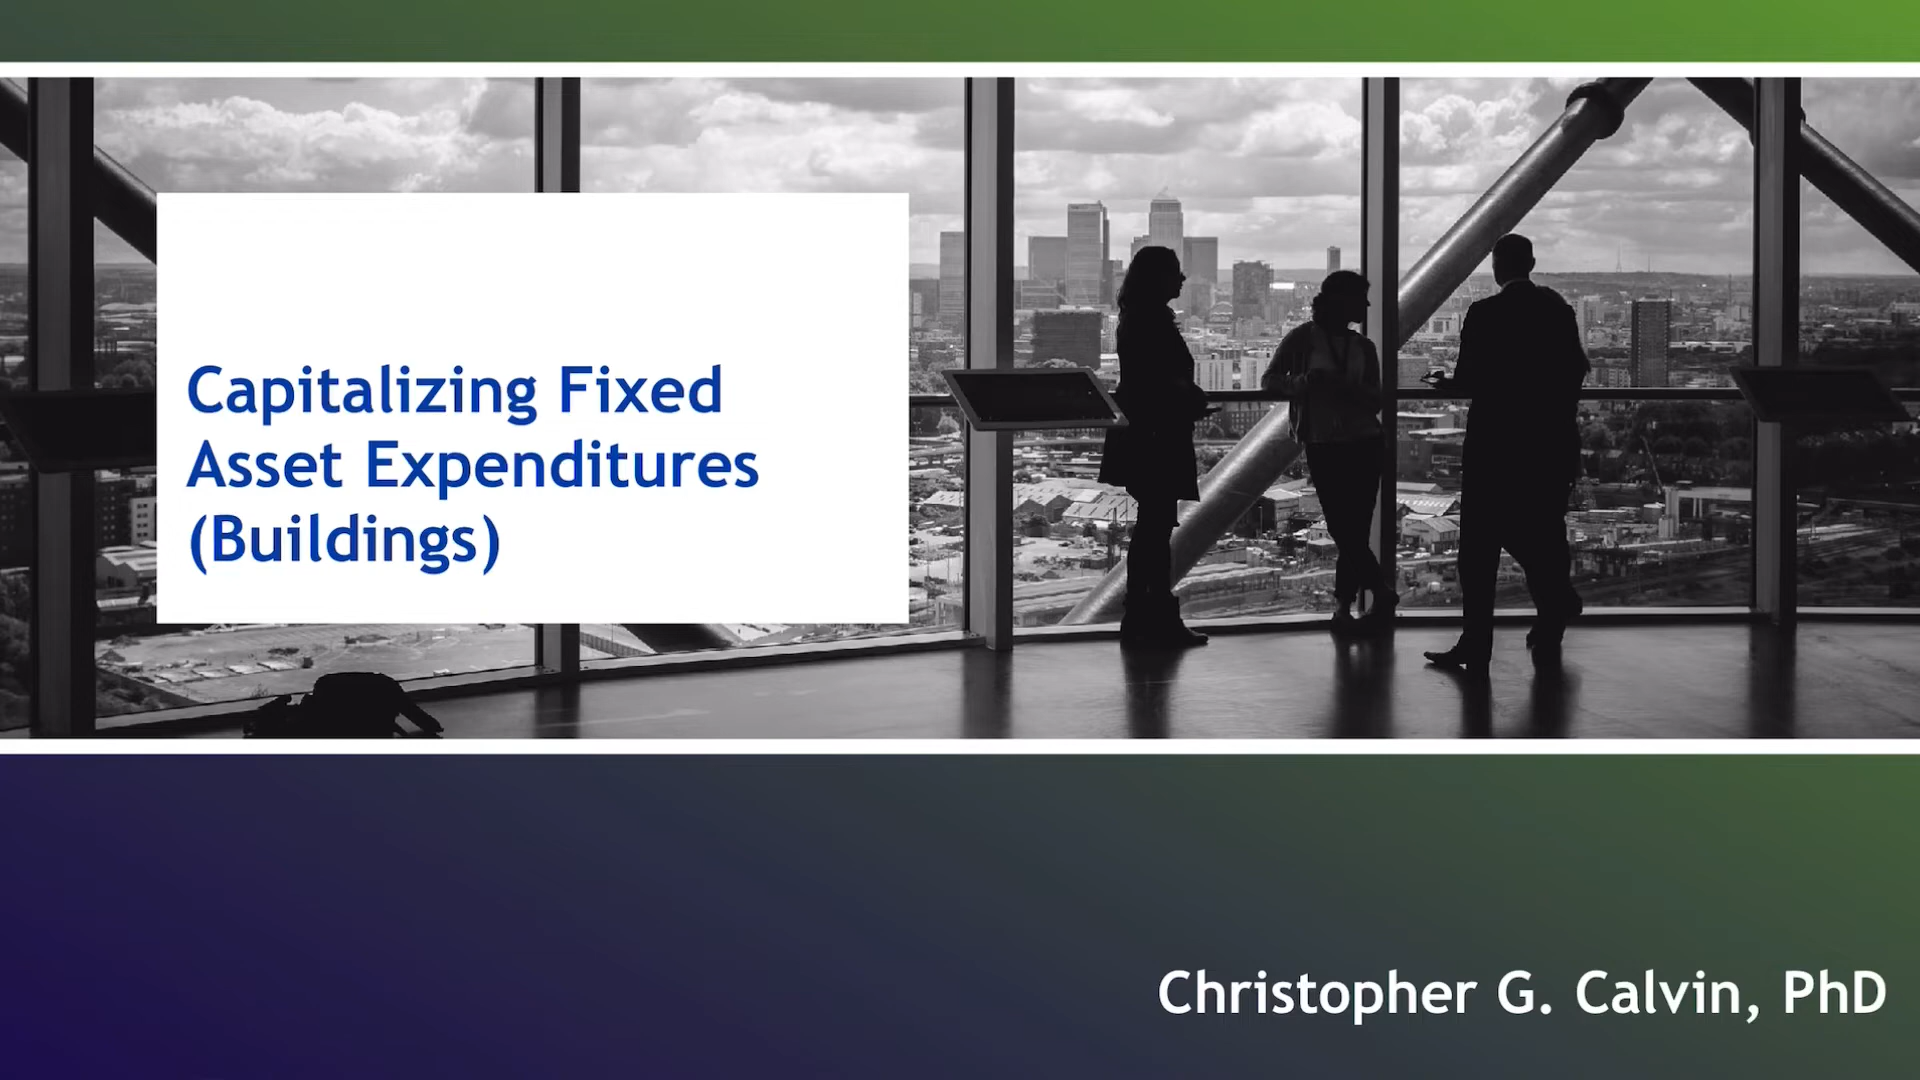 Capitalizing Fixed
Asset Expenditures
(Buildings)
Christopher G. Calvin, PhD